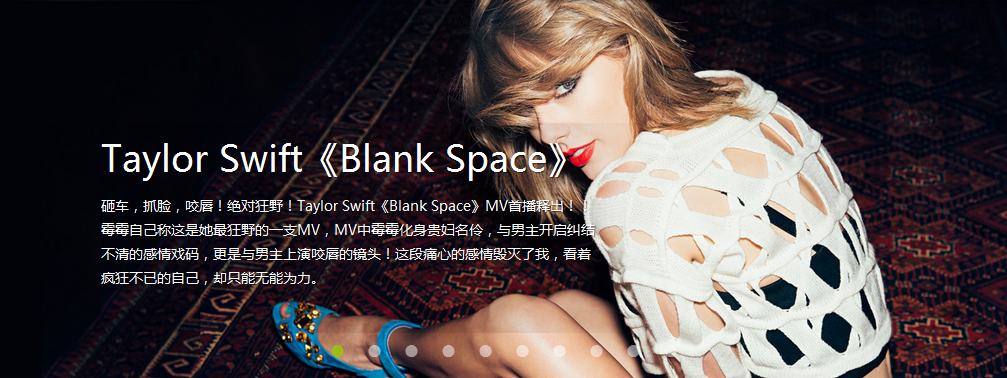 Taylor Swift《Blank Space》
砸车，抓脸，咬唇！绝对狂野！Taylor Swift《Blank Space》MV首播释出！！
霉霉自己称这是她最狂野的一支MV，MV中霉霉化身贵妇名伶，与男主开启纠结
不清的感情戏码，更是与男主上演咬唇的镜头！这段痛心的感情毁灭了我，看着
疯狂不已的自己，却只能无能为力。